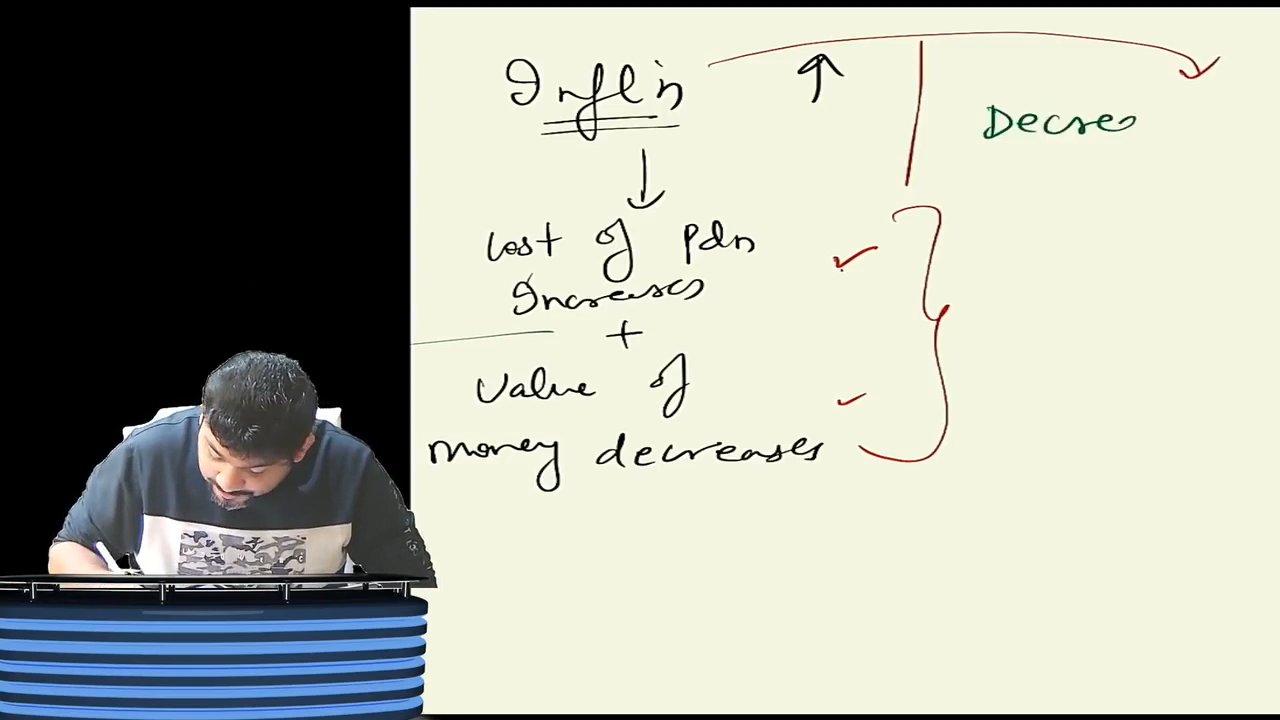 Infl'n ↑
Decre
↓
Cost of Pdn
Increases
+
Value of
money decreases